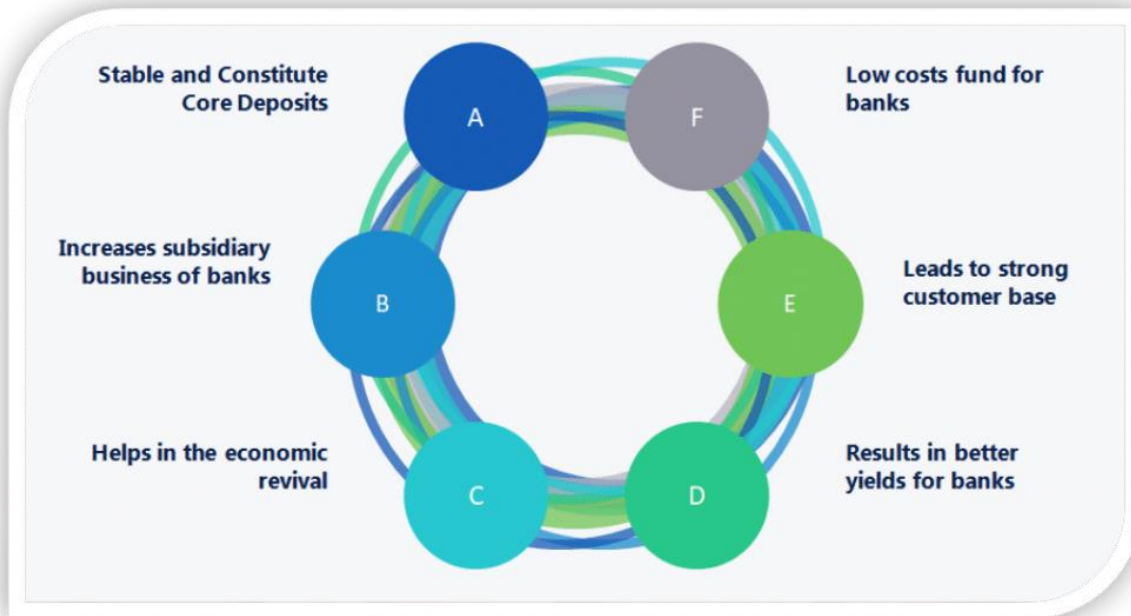 Stable and Constitute
Core Deposits
A
F
Low costs fund for
banks
Increases subsidiary
business of banks
B
E
Leads to strong
customer base
Helps in the economic
revival
C
D
Results in better
yields for banks